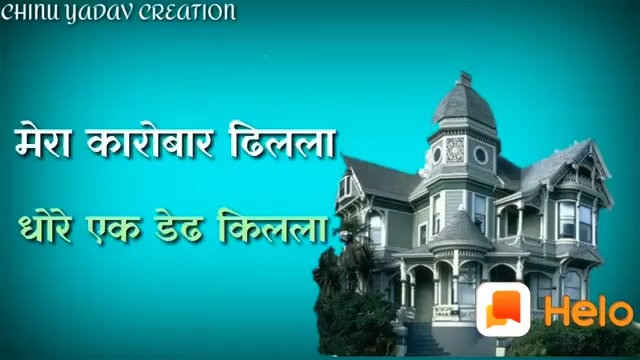 CHINU YADAV CREATION
मेरा कारोबार ढिलला
धोरे एक डेढ किलला
Helo